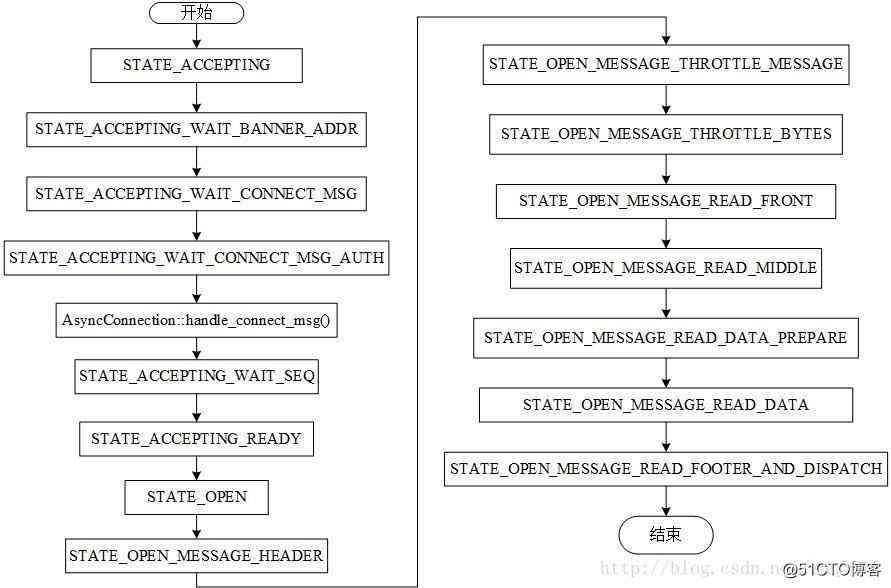 开始
STATE_ACCEPTING
STATE_ACCEPTING_WAIT_BANNER_ADDR
STATE_ACCEPTING_WAIT_CONNECT_MSG
STATE_ACCEPTING_WAIT_CONNECT_MSG_AUTH
AsyncConnection::handle_connect_msg()
STATE_ACCEPTING_WAIT_SEQ
STATE_ACCEPTING_READY
STATE_OPEN
STATE_OPEN_MESSAGE_HEADER
STATE_OPEN_MESSAGE_THROTTLE_MESSAGE
STATE_OPEN_MESSAGE_THROTTLE_BYTES
STATE_OPEN_MESSAGE_READ_FRONT
STATE_OPEN_MESSAGE_READ_MIDDLE
STATE_OPEN_MESSAGE_READ_DATA_PREPARE
STATE_OPEN_MESSAGE_READ_DATA
STATE_OPEN_MESSAGE_READ_FOOTER_AND_DISPATCH
结束
http://blog.csdn.ne
@51CTO博客